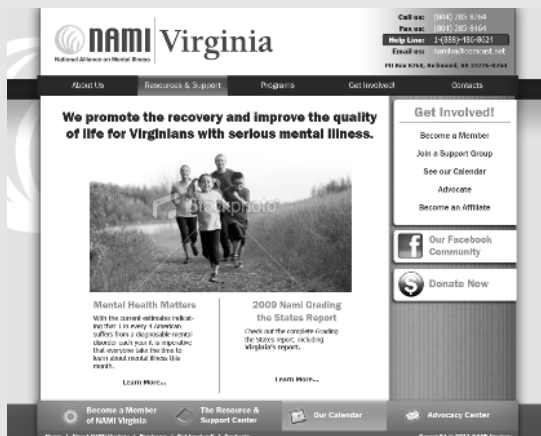 NAMI Virginia
National Alliance on Mental Illness
Call us: (804) 285-8264
Fax us: (804) 285-8464
Help Line: 1-(888)-486-8264
Email us: namiva@comcast.net
PO Box 8260, Richmond, VA 23226-0260
About Us Resources & Support Programs Get Involved! Contacts
We promote the recovery and improve the quality
of life for Virginians with serious mental illness.
iStockphoto
Mental Health Matters
With the current estimates indicat-
ing that 1 in every 4 American
suffers from a diagnosable mental
disorder each year it is imperative
that everyone take the time to
learn about mental illness this
month.
Learn More...
2009 Nami Grading
the States Report
Check out the complete Grading
the States report, including
Virginia's report.
Learn More...
Get Involved!
Become a Member
Join a Support Group
See our Calendar
Advocate
Become an Affiliate
Our Facebook
Community
Donate Now
Become a Member
of NAMI Virginia
The Resource &
Support Center
Our Calendar
Advocacy Center